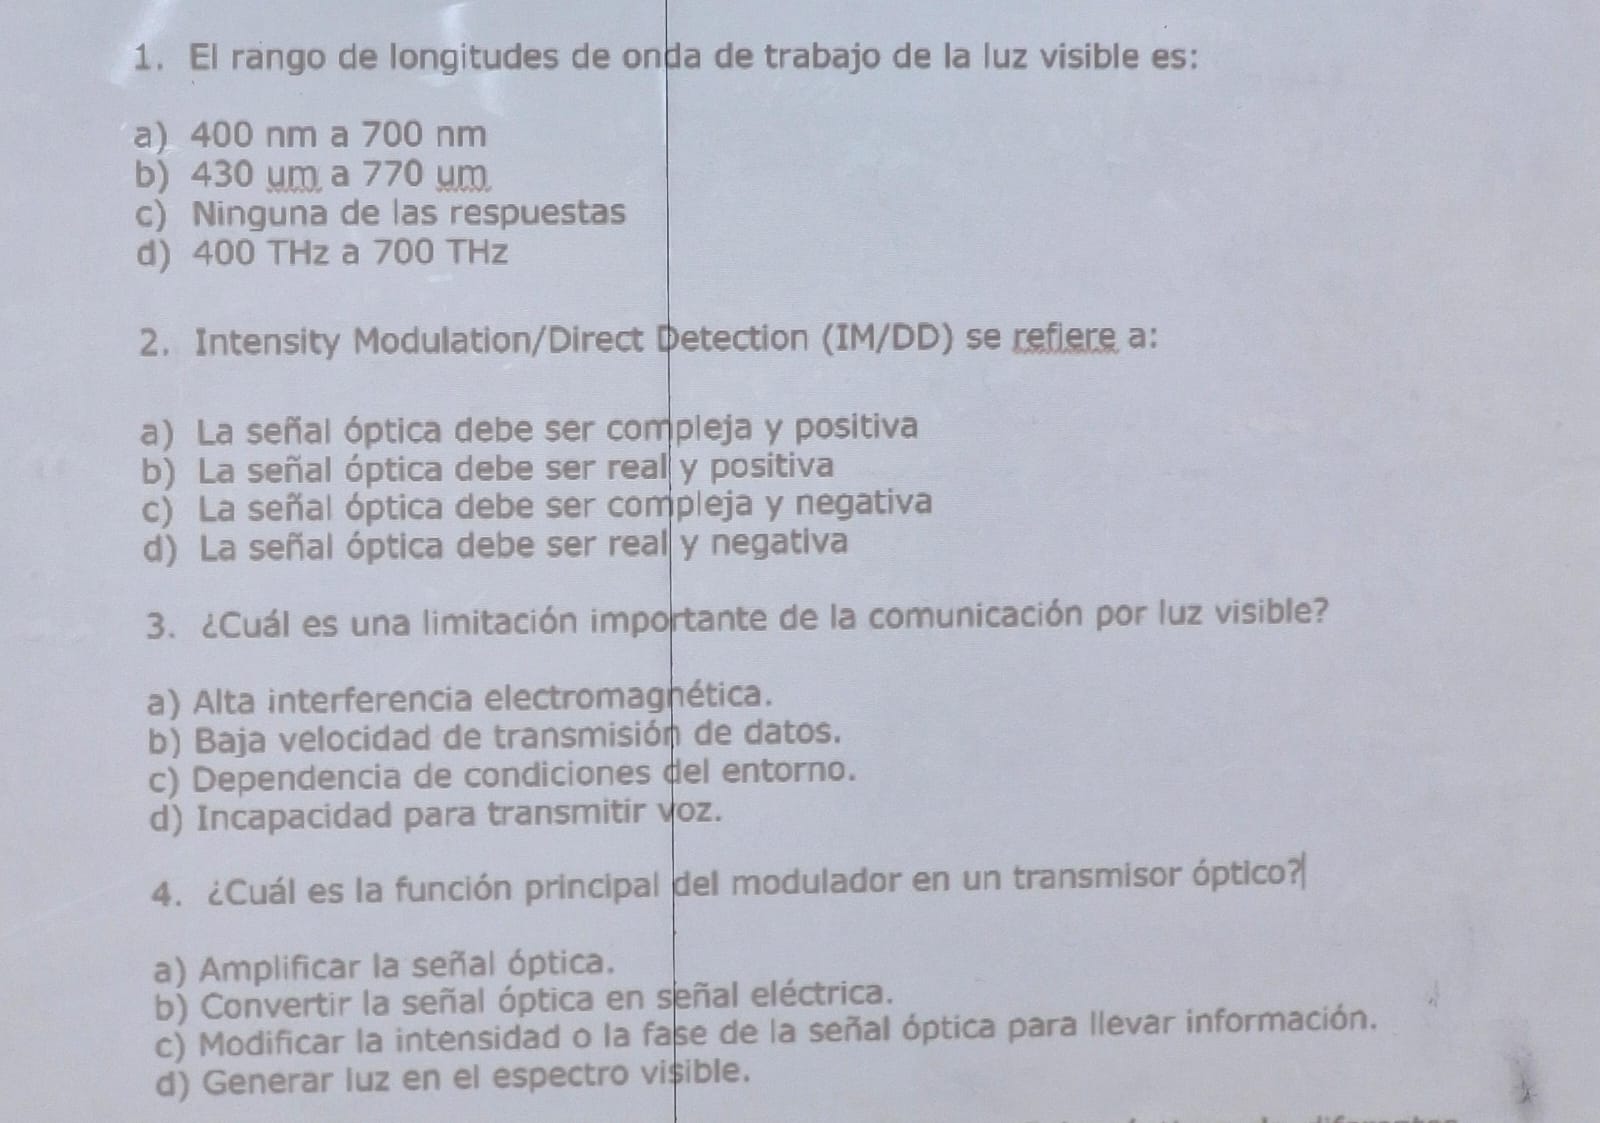 1. El rango de longitudes de onda de trabajo de la luz visible es:
a) 400 nm a 700 nm
b) 430 um a 770 um
c) Ninguna de las respuestas
d) 400 THz a 700 THz
2. Intensity Modulation/Direct Detection (IM/DD) se refiere a:
a) La señal óptica debe ser compleja y positiva
b) La señal óptica debe ser real y positiva
c) La señal óptica debe ser compleja y negativa
d) La señal óptica debe ser real y negativa
3. ¿Cuál es una limitación importante de la comunicación por luz visible?
a) Alta interferencia electromagnética.
b) Baja velocidad de transmisión de datos.
c) Dependencia de condiciones del entorno.
d) Incapacidad para transmitir voz.
4. ¿Cuál es la función principal del modulador en un transmisor óptico?
a) Amplificar la señal óptica.
b) Convertir la señal óptica en señal eléctrica.
c) Modificar la intensidad o la fase de la señal óptica para llevar información.
d) Generar luz en el espectro visible.